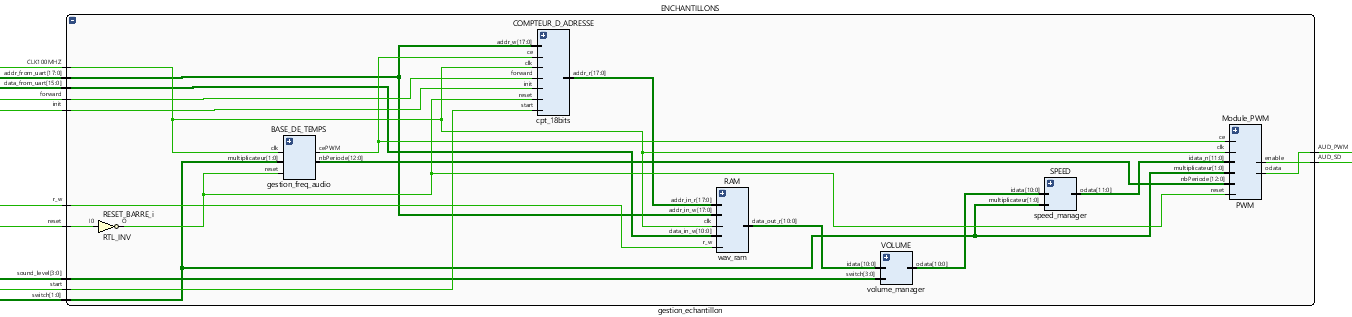 ENCHANTILLONS
COMPTEUR_D_ADRESSE
addr_w[17:0]
ce
clk
forward
init
reset
start
addr_r[17:0]
cpt_18bits
CLK100MHZ
addr_from_uart[17:0]
data_from_uart[15:0]
forward
init
BASE_DE_TEMPS
clk
multiplicateur[1:0]
reset
cePWM
nbPeriode[12:0]
gestion_freq_audio
Module_PWM
ce
clk
idata_n[11:0]
multiplicateur[1:0]
nbPeriode[12:0]
reset
enable
odata
PWM
AUD_PWM
AUD_SD
SPEED
idata[10:0]
multiplicateur[1:0]
odata[11:0]
speed_manager
RAM
addr_in_r[17:0]
addr_in_w[17:0]
clk
data_in_w[10:0]
r_w
data_out_r[10:0]
wav_ram
r_w
reset
RESET_BARRE_i
I0
O
RTL_INV
VOLUME
idata[10:0]
switch[3:0]
odata[10:0]
volume_manager
sound_level[3:0]
start
switch[1:0]
gestion_echantillon